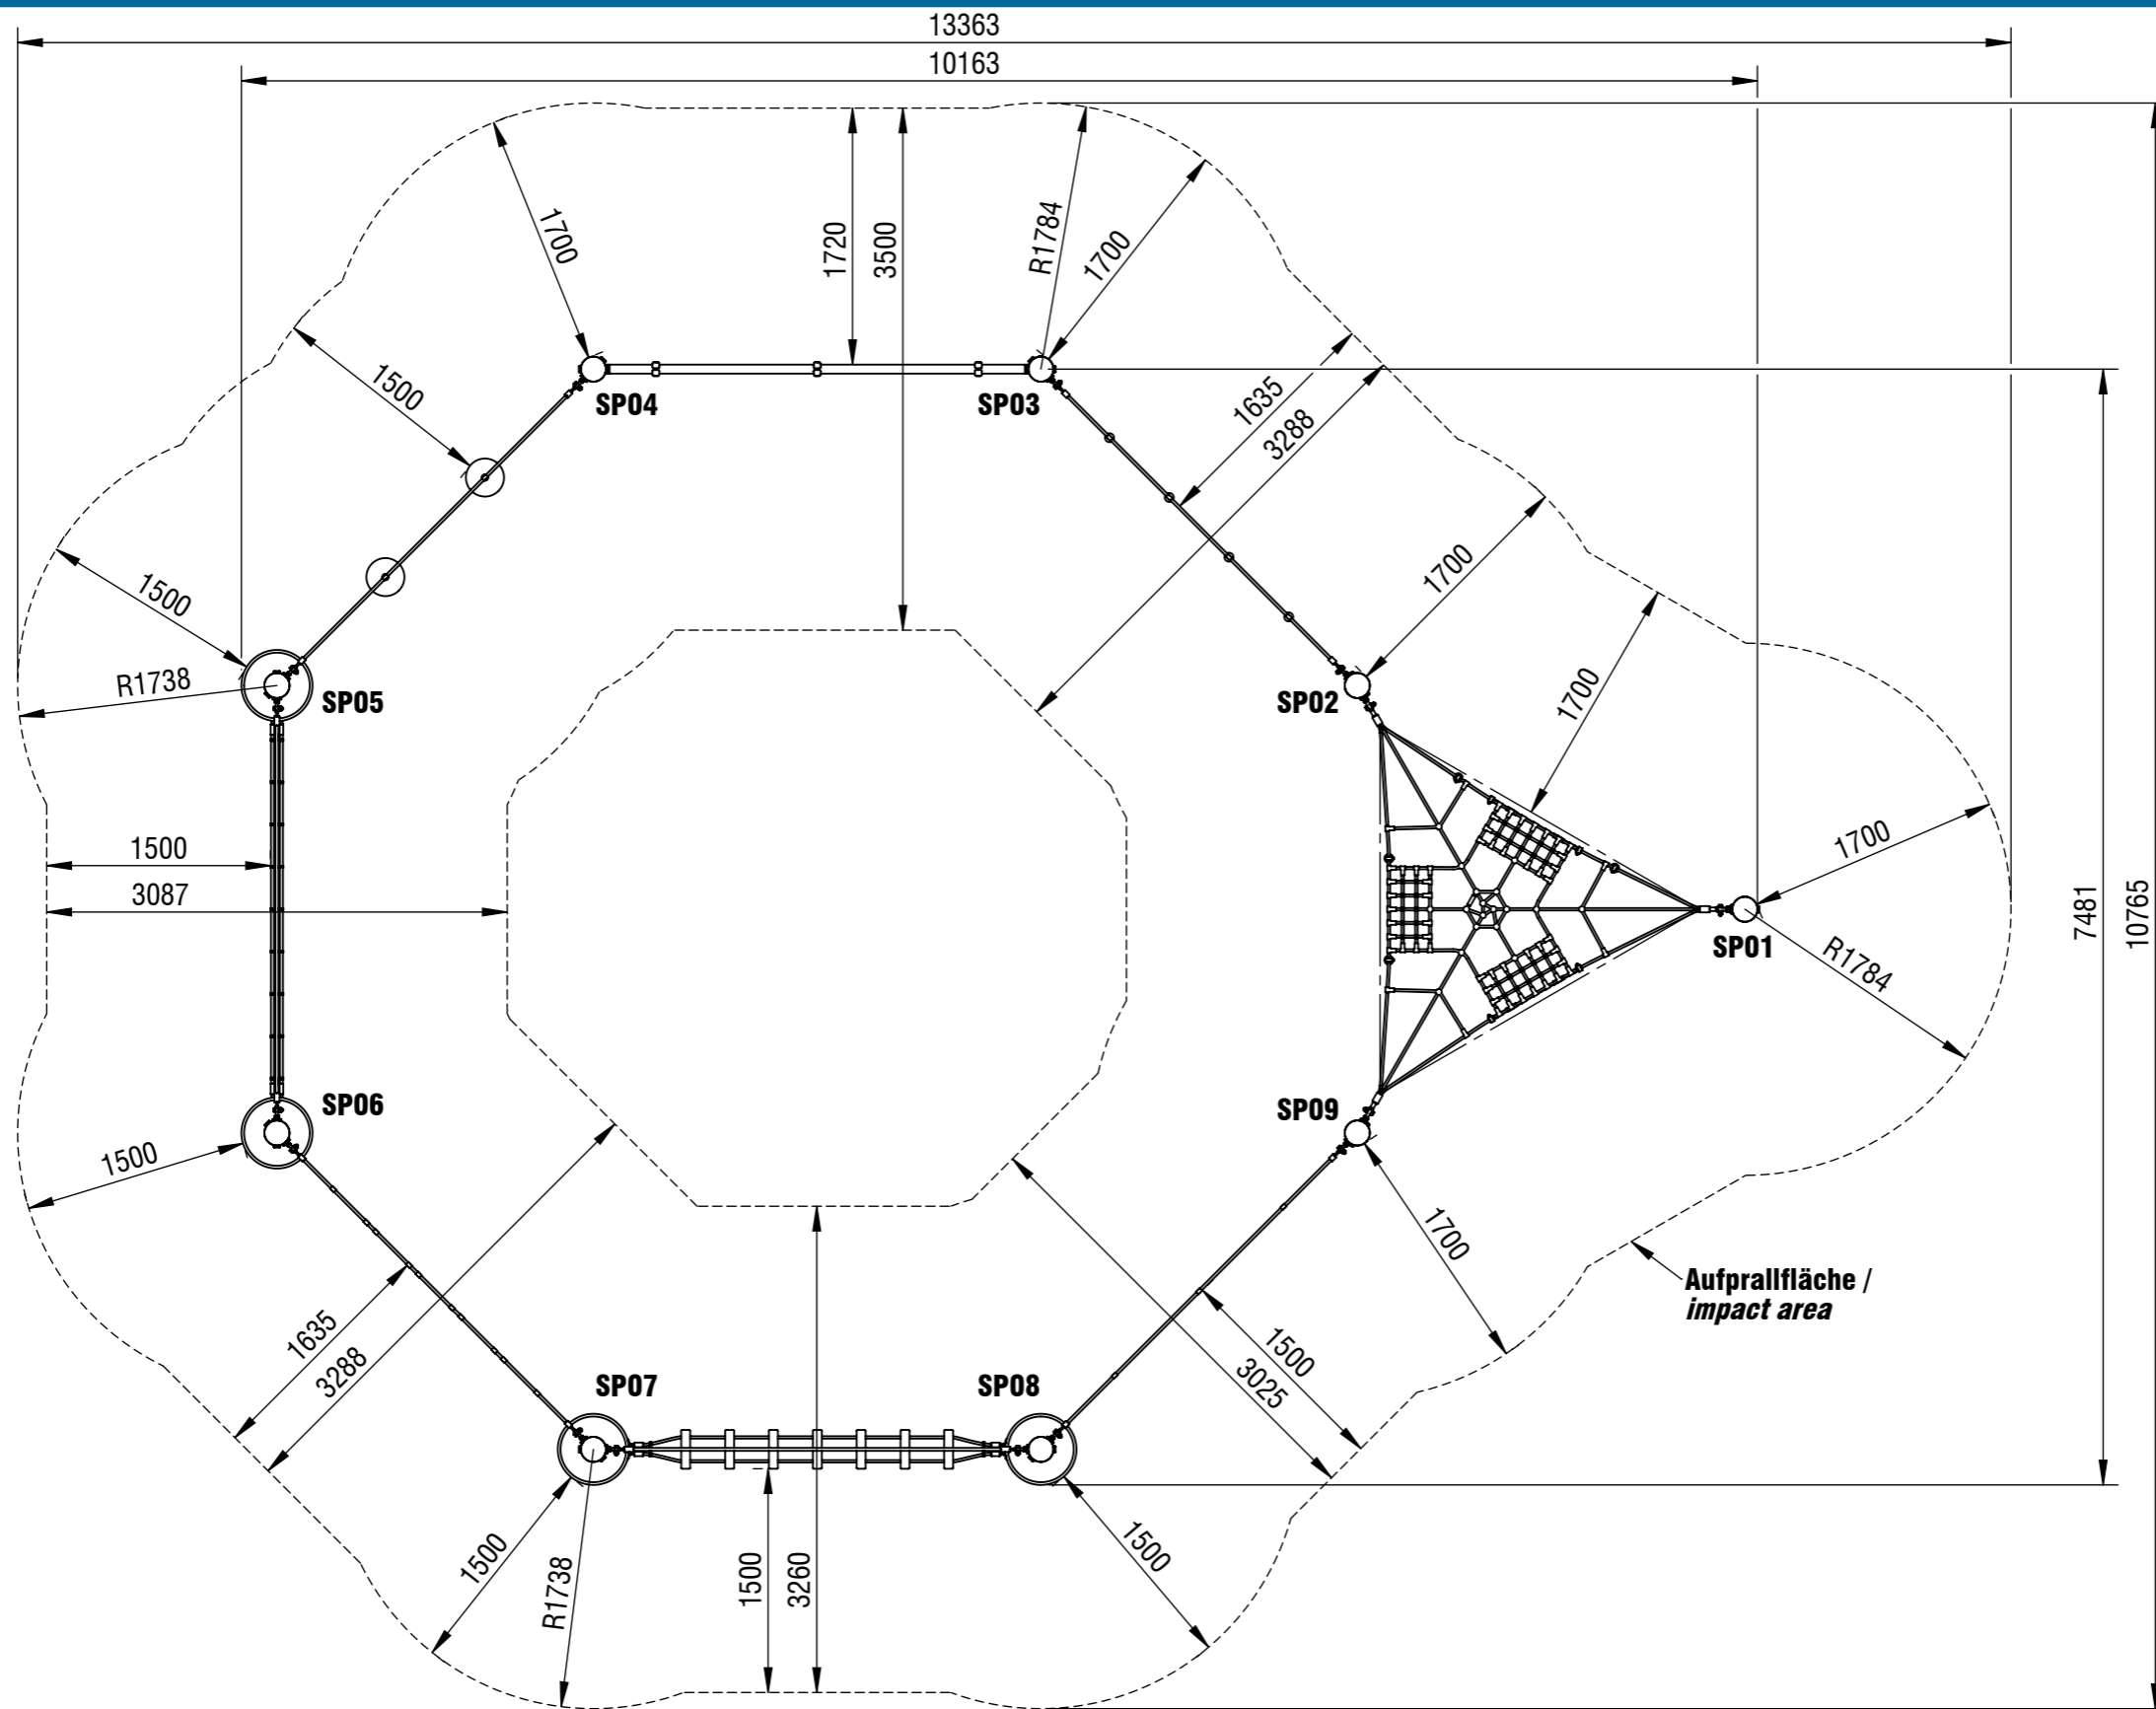 13363
10163
1700
1720
3500
R1784
1700
1500
SP04
SP03
1635
3288
1500
1700
R1738
SP05
SP02
1700
1500
3087
1700
SP01
R1784
7481
10765
SP06
SP09
1500
1700
Aufprallfläche /
impact area
1635
3288
SP07
SP08
1500
3025
1500
R1738
1500
3260
1500